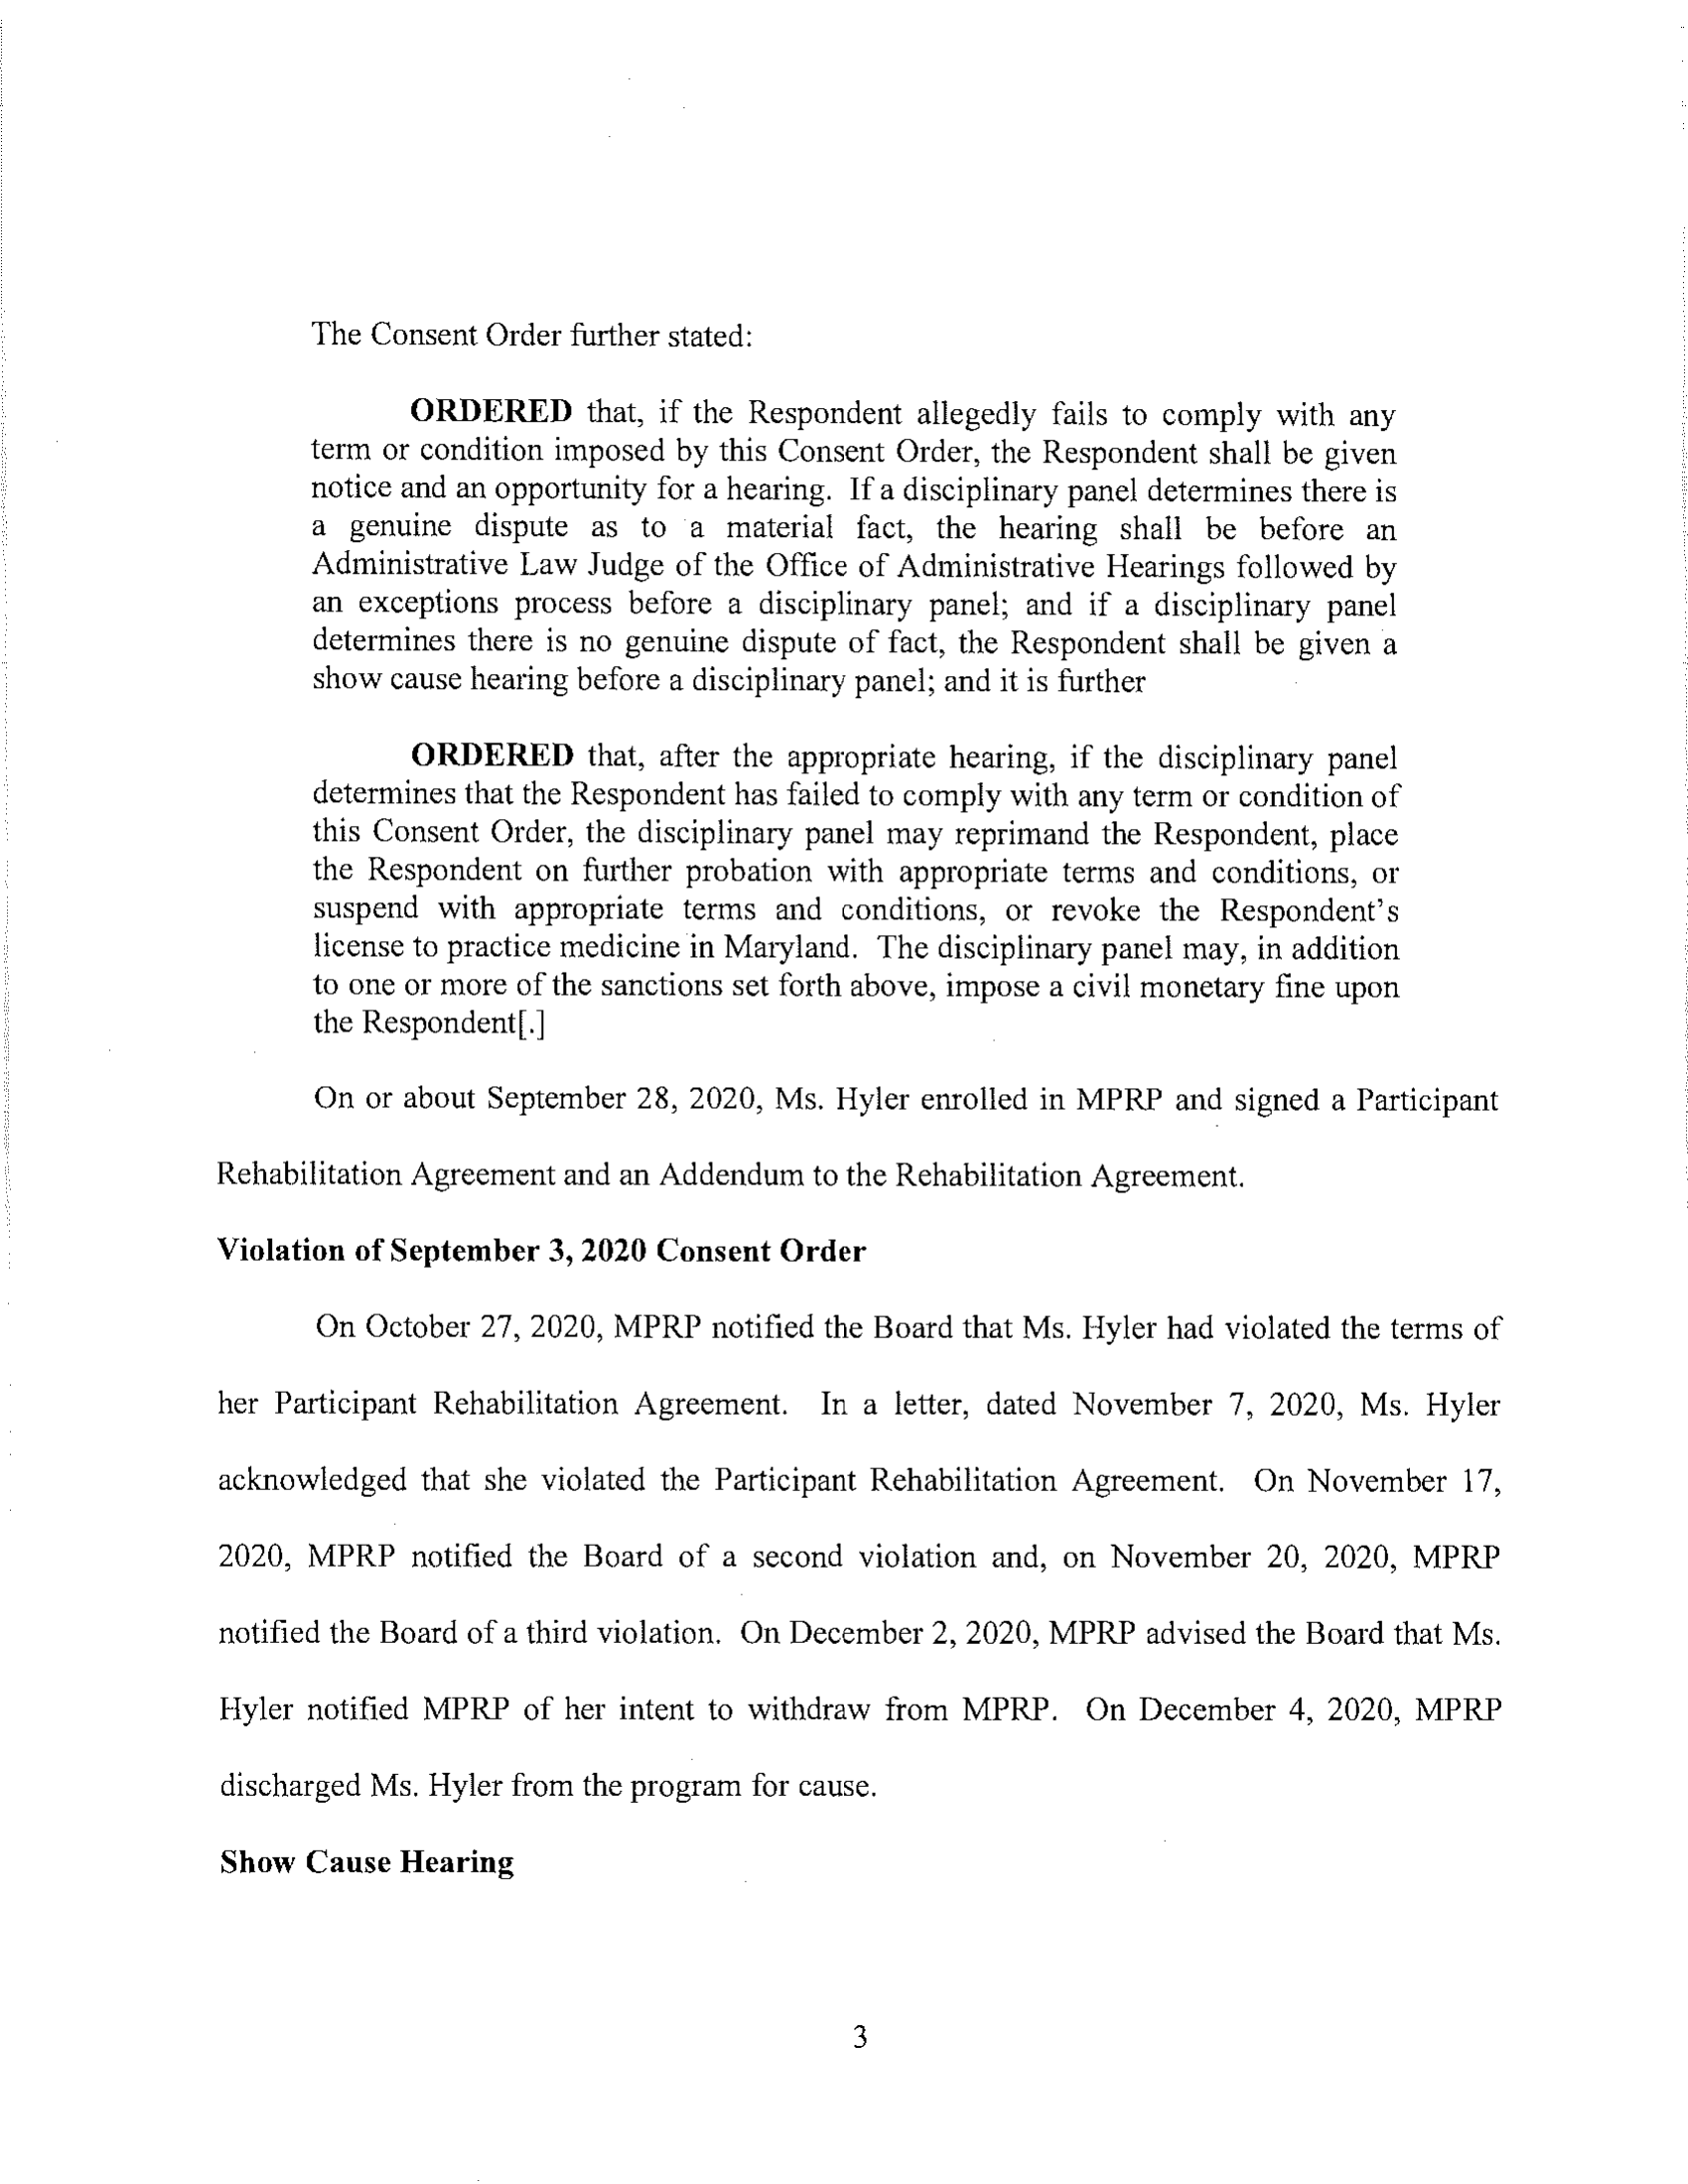 The Consent Order further stated:
ORDERED that, if the Respondent allegedly fails to comply with any
term or condition imposed by this Consent Order, the Respondent shall be given
notice and an opportunity for a hearing. If a disciplinary panel determines there is
a genuine dispute as to a material fact, the hearing shall be before an
Administrative Law Judge of the Office of Administrative Hearings followed by
an exceptions process before a disciplinary panel; and if a disciplinary panel
determines there is no genuine dispute of fact, the Respondent shall be given a
show cause hearing before a disciplinary panel; and it is further
ORDERED that, after the appropriate hearing, if the disciplinary panel
determines that the Respondent has failed to comply with any term or condition of
this Consent Order, the disciplinary panel may reprimand the Respondent, place
the Respondent on further probation with appropriate terms and conditions, or
suspend with appropriate terms and conditions, or revoke the Respondent's
license to practice medicine in Maryland. The disciplinary panel may, in addition
to one or more of the sanctions set forth above, impose a civil monetary fine upon
the Respondent[.]
On or about September 28, 2020, Ms. Hyler enrolled in MPRP and signed a Participant
Rehabilitation Agreement and an Addendum to the Rehabilitation Agreement.
Violation of September 3, 2020 Consent Order
On October 27, 2020, MPRP notified the Board that Ms. Hyler had violated the terms of
her Participant Rehabilitation Agreement. In a letter, dated November 7, 2020, Ms. Hyler
acknowledged that she violated the Participant Rehabilitation Agreement. On November 17,
2020, MPRP notified the Board of a second violation and, on November 20, 2020, MPRP
notified the Board of a third violation. On December 2, 2020, MPRP advised the Board that Ms.
Hyler notified MPRP of her intent to withdraw from MPRP. On December 4, 2020, MPRP
discharged Ms. Hyler from the program for cause.
Show Cause Hearing
3